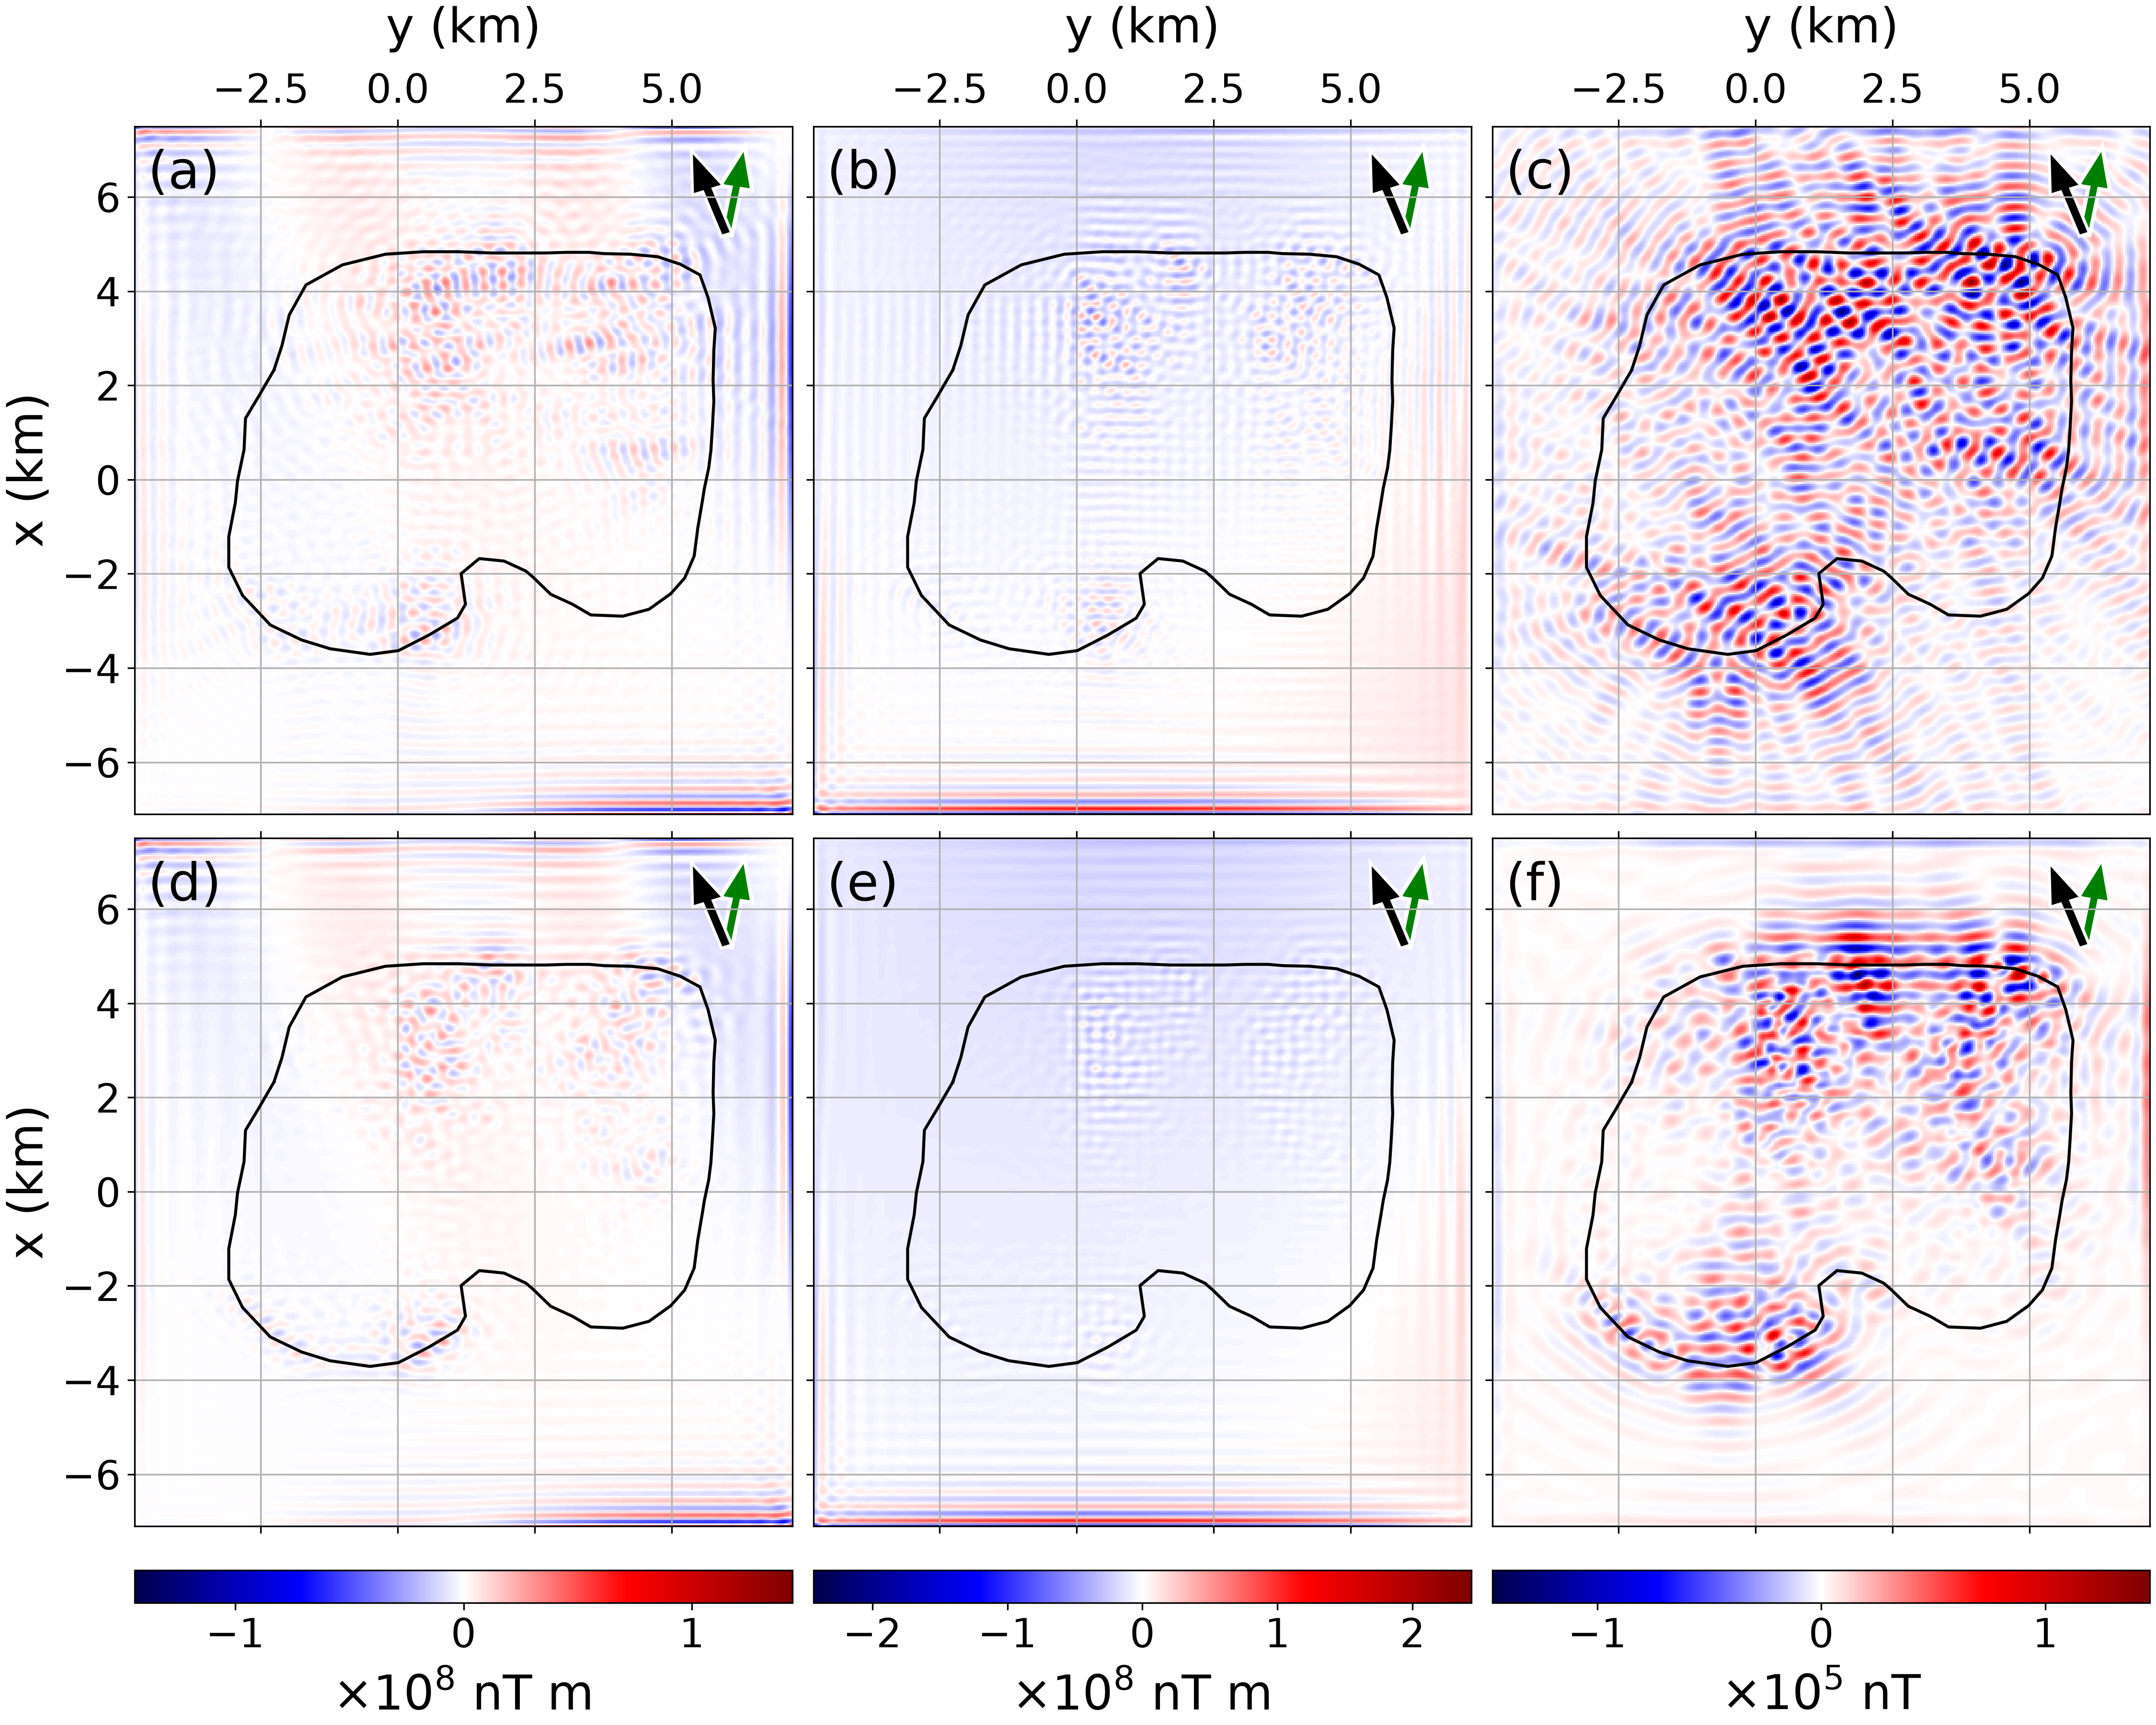 y (km) y (km) y (km)
−2.5 0.0 2.5 5.0 −2.5 0.0 2.5 5.0 −2.5 0.0 2.5 5.0
(a) (b) (c)
6
4
2
0
−2
−4
−6
x (km)
(d) (e) (f)
6
4
2
0
−2
−4
−6
x (km)
−1 0 1 −2 −1 0 1 2 −1 0 1
×10⁸ nT m ×10⁸ nT m ×10⁵ nT